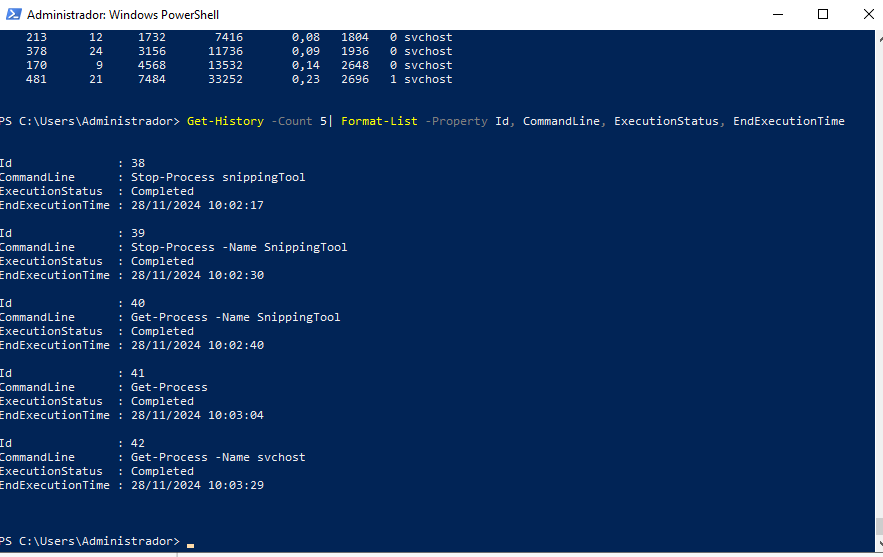 Administrador: Windows PowerShell
213 12 1732 7416 0,08 1804 0 svchost
378 24 3156 11736 0,09 1936 0 svchost
170 9 4568 13532 0,14 2648 0 svchost
481 21 7484 33252 0,23 2696 1 svchost
PS C:\Users\Administrador> Get-History -Count 5| Format-List -Property Id, CommandLine, ExecutionStatus, EndExecutionTime
Id : 38
CommandLine : Stop-Process snippingTool
ExecutionStatus : Completed
EndExecutionTime : 28/11/2024 10:02:17
Id : 39
CommandLine : Stop-Process -Name SnippingTool
ExecutionStatus : Completed
EndExecutionTime : 28/11/2024 10:02:30
Id : 40
CommandLine : Get-Process -Name SnippingTool
ExecutionStatus : Completed
EndExecutionTime : 28/11/2024 10:02:40
Id : 41
CommandLine : Get-Process
ExecutionStatus : Completed
EndExecutionTime : 28/11/2024 10:03:04
Id : 42
CommandLine : Get-Process -Name svchost
ExecutionStatus : Completed
EndExecutionTime : 28/11/2024 10:03:29
PS C:\Users\Administrador>